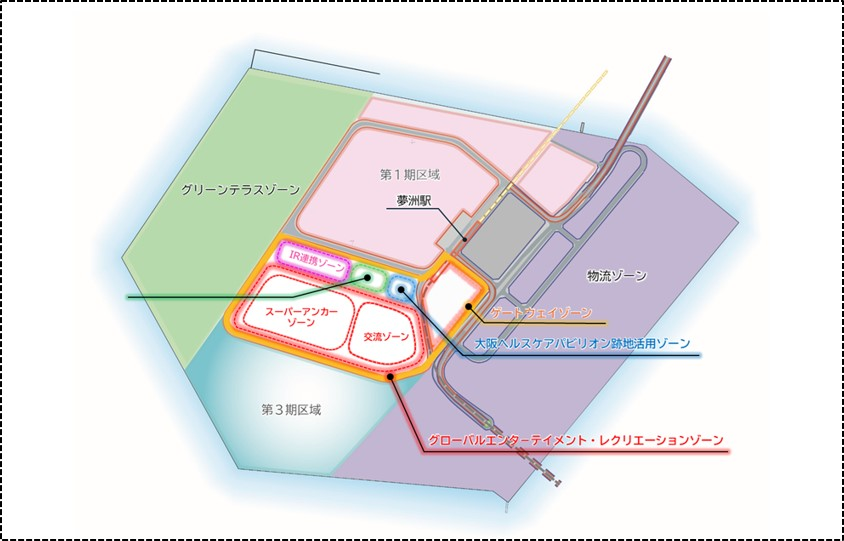 第１期区域
グリーンテラスゾーン
夢洲駅
IR連携ゾーン
物流ゾーン
スーパーアンカー
ゾーン
ゲートウェイゾーン
交流ゾーン
大阪ヘルスケアパビリオン跡地活用ゾーン
第３期区域
グローバルエンターテイメント・レクリエーションゾーン